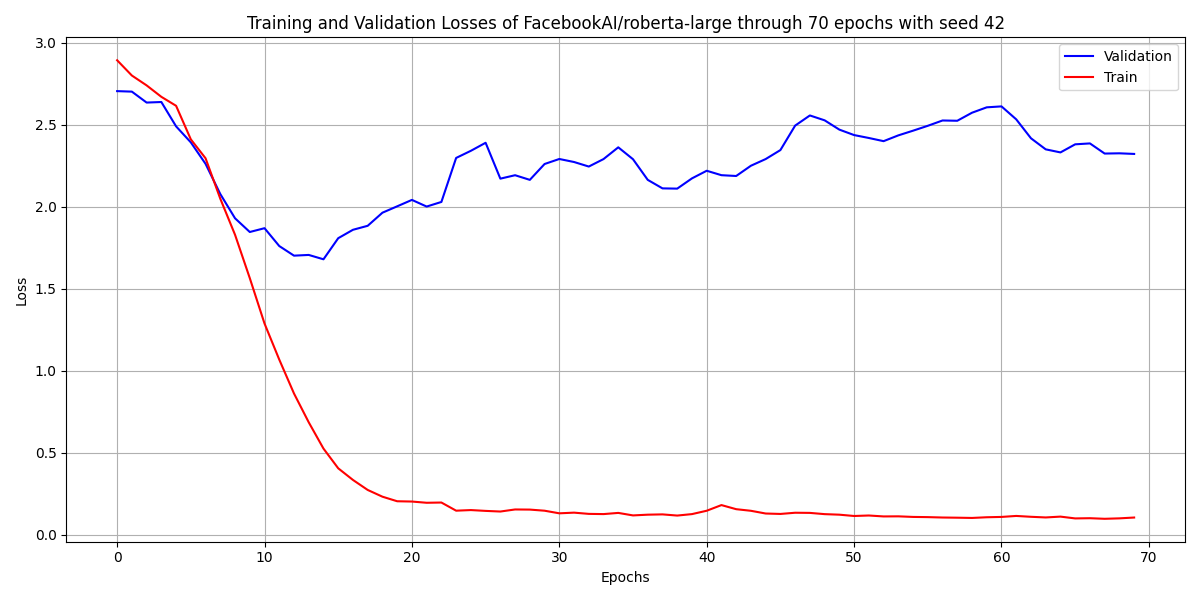 Training and Validation Losses of FacebookAI/roberta-large through 70 epochs with seed 42
Validation
Train
3.0
2.5
2.0
1.5
1.0
0.5
0.0
Loss
0 10 20 30 40 50 60 70
Epochs